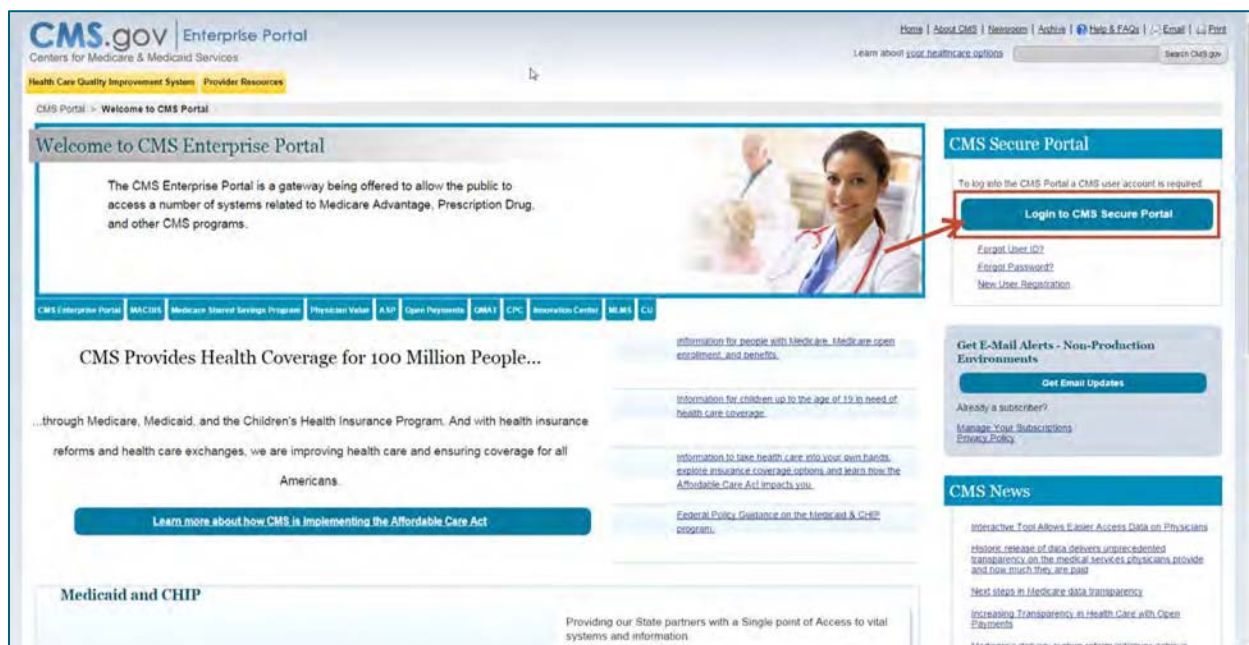 CMS.gov | Enterprise Portal
Centers for Medicare & Medicaid Services
Home | About CMS | Newsroom | Archive | Help & FAQs | Email | Print
Learn about your healthcare options
Search CMS.gov
Health Care Quality Improvement System Provider Resources
CMS Portal > Welcome to CMS Portal
Welcome to CMS Enterprise Portal
The CMS Enterprise Portal is a gateway being offered to allow the public to
access a number of systems related to Medicare Advantage, Prescription Drug,
and other CMS programs.
CMS Enterprise Portal MACBIS Medicare Shared Savings Program Physician Value ASP Open Payments QMAT CPC Innovation Center MLMS CU
CMS Provides Health Coverage for 100 Million People...
...through Medicare, Medicaid, and the Children's Health Insurance Program. And with health insurance
reforms and health care exchanges, we are improving health care and ensuring coverage for all
Americans.
Learn more about how CMS is implementing the Affordable Care Act
Information for people with Medicare, Medicare open
enrollment, and benefits.
Information for children up to the age of 19 in need of
health care coverage.
Information to take health care into your own hands,
explore insurance coverage options and learn how the
Affordable Care Act impacts you.
Federal Policy Guidance on the Medicaid & CHIP
program.
CMS Secure Portal
To log into the CMS Portal a CMS user account is required.
Login to CMS Secure Portal
Forgot User ID?
Forgot Password?
New User Registration
Get E-Mail Alerts - Non-Production
Environments
Get Email Updates
Already a subscriber?
Manage Your Subscriptions
Privacy Policy
CMS News
Interactive Tool Allows Easier Access Data on Physicians
Historic release of data delivers unprecedented
transparency on the medical services physicians provide
and how much they are paid
Next steps in Medicare data transparency
Increasing Transparency in Health Care with Open
Payments
Medicaid and CHIP
Providing our State partners with a Single point of Access to vital
systems and information